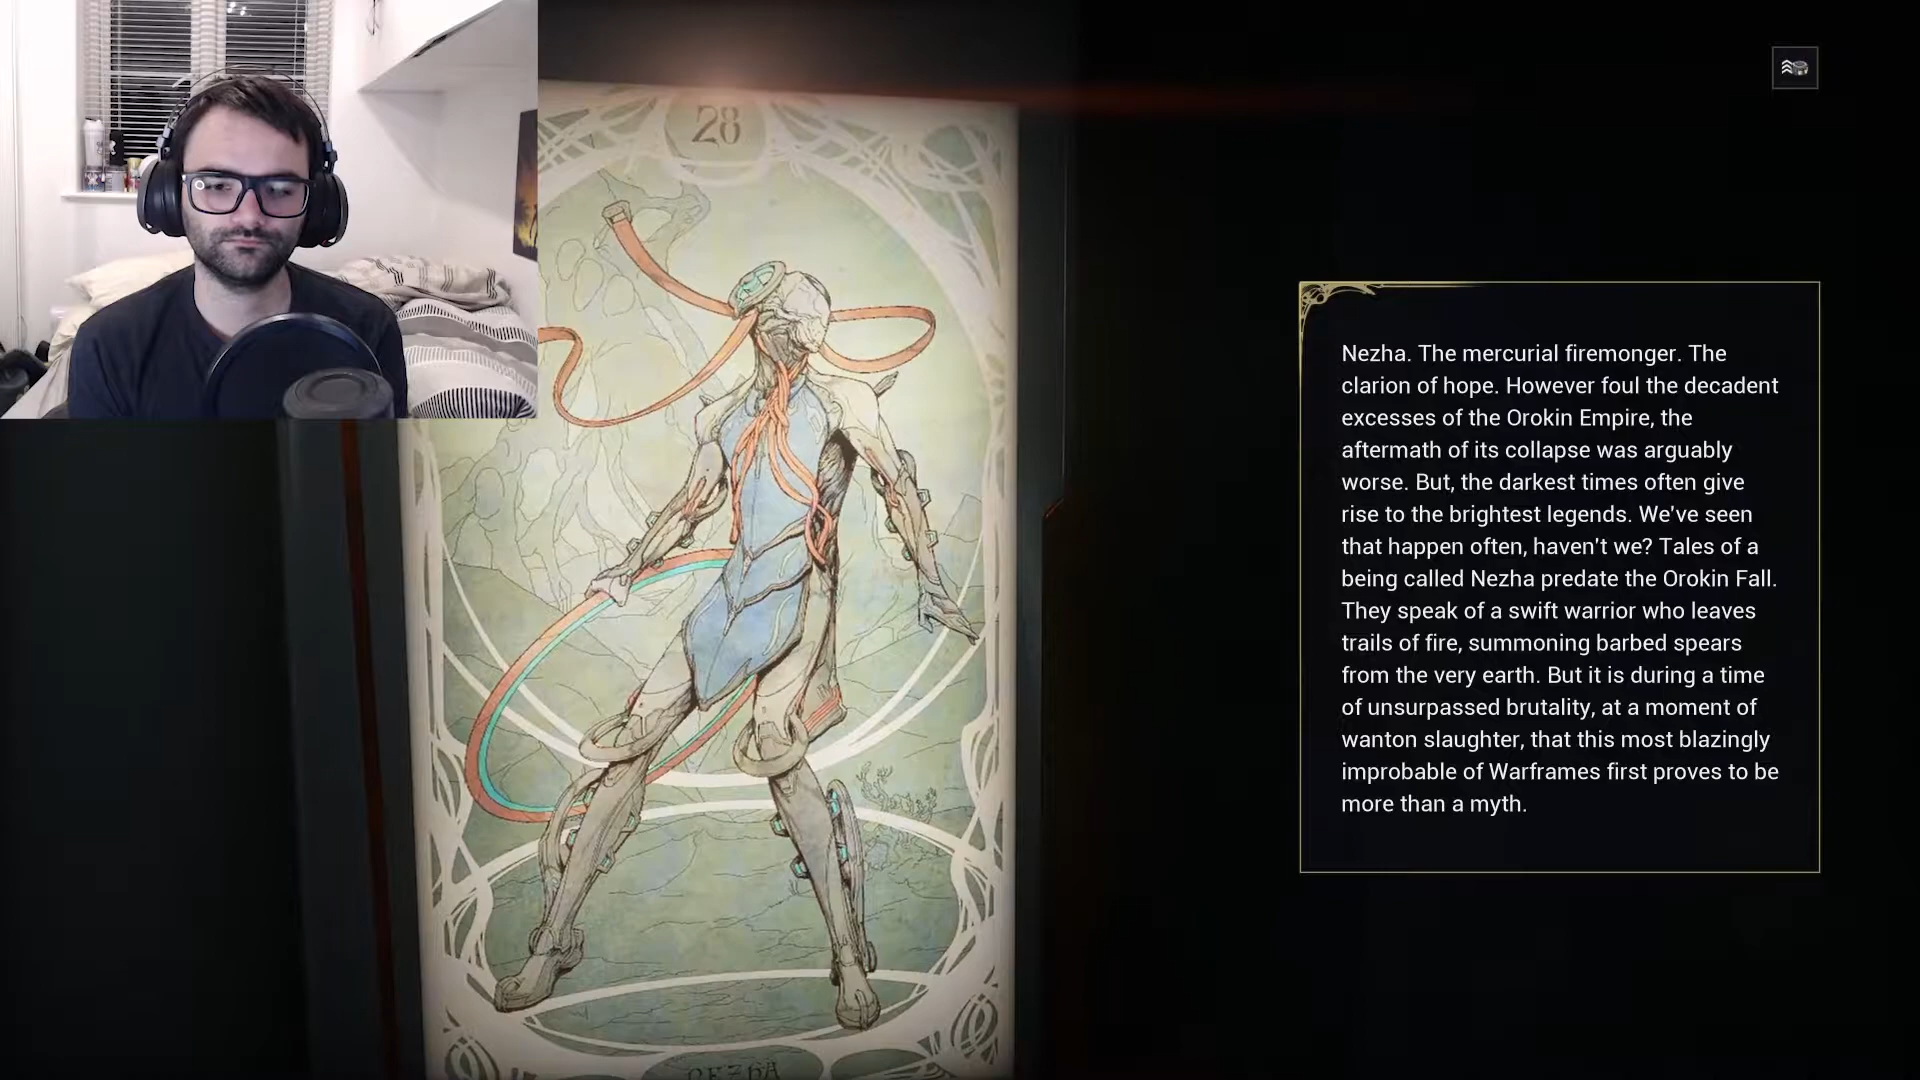 28
Nezha. The mercurial firemonger. The
clarion of hope. However foul the decadent
excesses of the Orokin Empire, the
aftermath of its collapse was arguably
worse. But, the darkest times often give
rise to the brightest legends. We've seen
that happen often, haven't we? Tales of a
being called Nezha predate the Orokin Fall.
They speak of a swift warrior who leaves
trails of fire, summoning barbed spears
from the very earth. But it is during a time
of unsurpassed brutality, at a moment of
wanton slaughter, that this most blazingly
improbable of Warframes first proves to be
more than a myth.